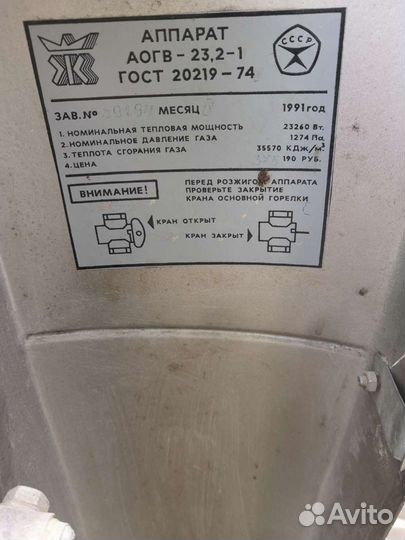 АППАРАТ
АОГВ-23,2-1
ГОСТ 20219-74
СССР
ЗАВ.№ МЕСЯЦ 1991 ГОД
1. НОМИНАЛЬНАЯ ТЕПЛОВАЯ МОЩНОСТЬ 23260 Вт.
2. НОМИНАЛЬНОЕ ДАВЛЕНИЕ ГАЗА 1274 Па.
3. ТЕПЛОТА СГОРАНИЯ ГАЗА 35570 КДж/м³
4. ЦЕНА 190 РУБ.
ВНИМАНИЕ!
ПЕРЕД РОЗЖИГОМ АППАРАТА
ПРОВЕРЬТЕ ЗАКРЫТИЕ
КРАНА ОСНОВНОЙ ГОРЕЛКИ
КРАН ОТКРЫТ
КРАН ЗАКРЫТ
Avito